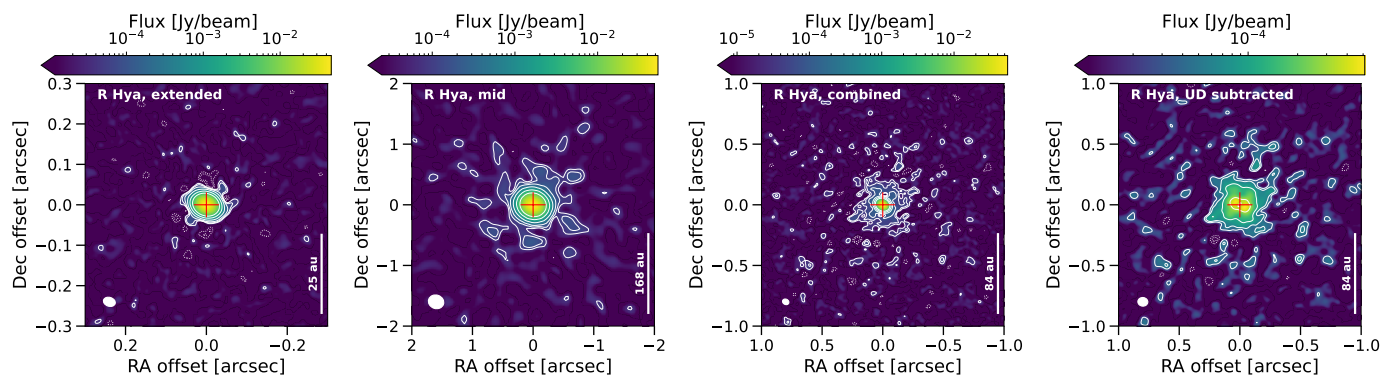 Flux [Jy/beam]
10⁻⁴ 10⁻³ 10⁻²
R Hya, extended
Dec offset [arcsec]
0.3
0.2
0.1
0.0
−0.1
−0.2
−0.3
25 au
0.2 0.0 −0.2
RA offset [arcsec]
Flux [Jy/beam]
10⁻⁴ 10⁻³ 10⁻²
R Hya, mid
Dec offset [arcsec]
2
1
0
−1
−2
168 au
2 1 0 −1 −2
RA offset [arcsec]
Flux [Jy/beam]
10⁻⁵ 10⁻⁴ 10⁻³ 10⁻²
R Hya, combined
Dec offset [arcsec]
1.0
0.5
0.0
−0.5
−1.0
84 au
1.0 0.5 0.0 −0.5 −1.0
RA offset [arcsec]
Flux [Jy/beam]
10⁻⁴
R Hya, UD subtracted
Dec offset [arcsec]
1.0
0.5
0.0
−0.5
−1.0
84 au
1.0 0.5 0.0 −0.5 −1.0
RA offset [arcsec]